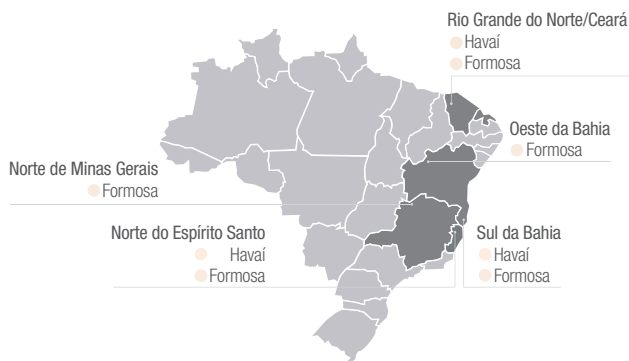 Rio Grande do Norte/Ceará
Havaí
Formosa
Oeste da Bahia
Formosa
Norte de Minas Gerais
Formosa
Norte do Espírito Santo
Havaí
Formosa
Sul da Bahia
Havaí
Formosa